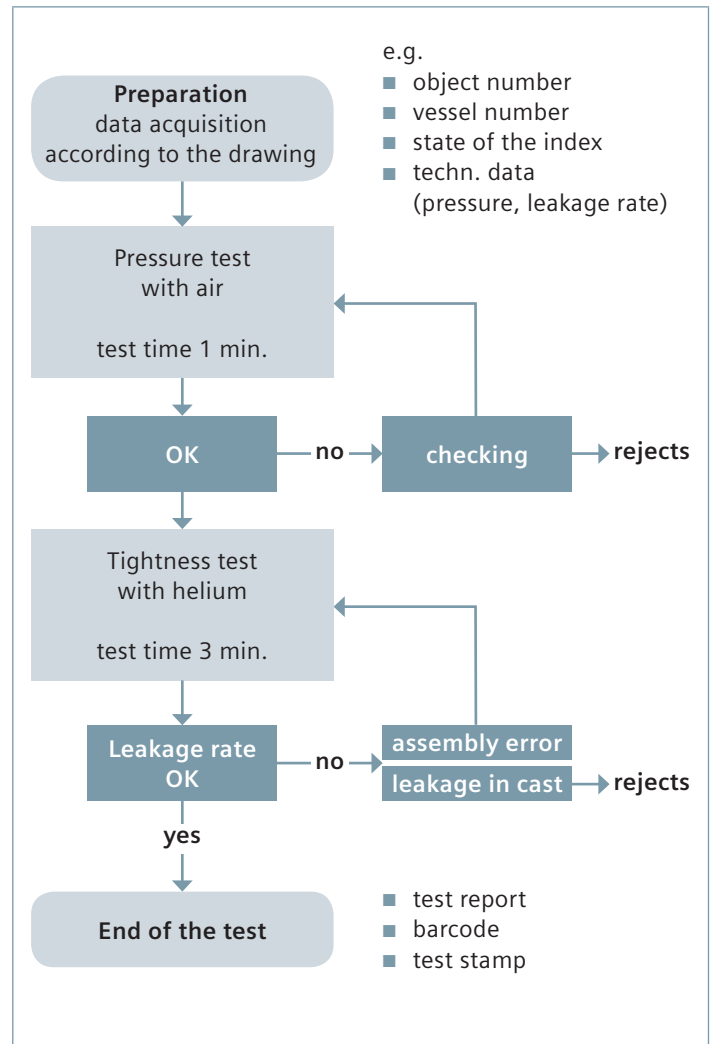 Preparation
data acquisition
according to the drawing
e.g.
■ object number
■ vessel number
■ state of the index
■ techn. data
(pressure, leakage rate)
Pressure test
with air
test time 1 min.
OK
no
checking
rejects
Tightness test
with helium
test time 3 min.
Leakage rate
OK
no
assembly error
leakage in cast
rejects
yes
End of the test
■ test report
■ barcode
■ test stamp